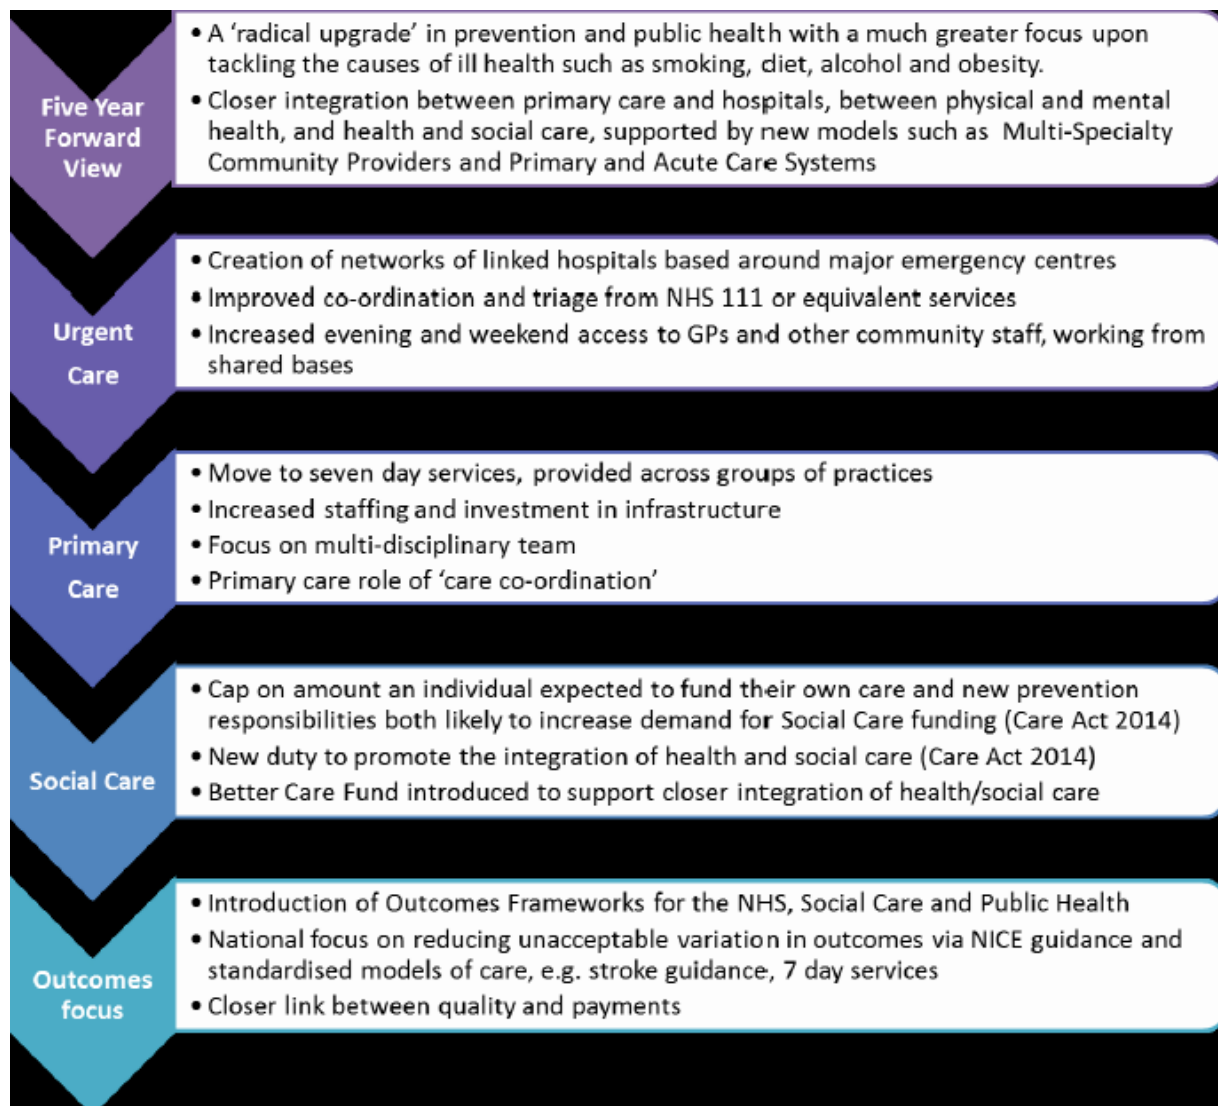 Five Year
Forward
View
• A ‘radical upgrade’ in prevention and public health with a much greater focus upon
tackling the causes of ill health such as smoking, diet, alcohol and obesity.
• Closer integration between primary care and hospitals, between physical and mental
health, and health and social care, supported by new models such as Multi-Specialty
Community Providers and Primary and Acute Care Systems
Urgent
Care
• Creation of networks of linked hospitals based around major emergency centres
• Improved co-ordination and triage from NHS 111 or equivalent services
• Increased evening and weekend access to GPs and other community staff, working from
shared bases
Primary
Care
• Move to seven day services, provided across groups of practices
• Increased staffing and investment in infrastructure
• Focus on multi-disciplinary team
• Primary care role of ‘care co-ordination’
Social Care
• Cap on amount an individual expected to fund their own care and new prevention
responsibilities both likely to increase demand for Social Care funding (Care Act 2014)
• New duty to promote the integration of health and social care (Care Act 2014)
• Better Care Fund introduced to support closer integration of health/social care
Outcomes
focus
• Introduction of Outcomes Frameworks for the NHS, Social Care and Public Health
• National focus on reducing unacceptable variation in outcomes via NICE guidance and
standardised models of care, e.g. stroke guidance, 7 day services
• Closer link between quality and payments